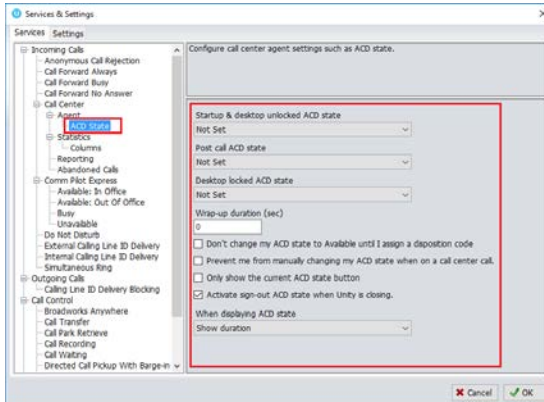 Services & Settings
Services Settings
Incoming Calls
Anonymous Call Rejection
Call Forward Always
Call Forward Busy
Call Forward No Answer
Call Center
Agent
ACD State
Statistics
Columns
Reporting
Abandoned Calls
Comm Pilot Express
Available: In Office
Available: Out Of Office
Busy
Unavailable
Do Not Disturb
External Calling Line ID Delivery
Internal Calling Line ID Delivery
Simultaneous Ring
Outgoing Calls
Calling Line ID Delivery Blocking
Call Control
Broadworks Anywhere
Call Transfer
Call Park Retrieve
Call Recording
Call Waiting
Directed Call Pickup With Barge-in
Configure call center agent settings such as ACD state.
Startup & desktop unlocked ACD state
Not Set
Post call ACD state
Not Set
Desktop locked ACD state
Not Set
Wrap-up duration (sec)
0
Don't change my ACD state to Available until I assign a disposition code
Prevent me from manually changing my ACD state when on a call center call.
Only show the current ACD state button
Activate sign-out ACD state when Unity is closing.
When displaying ACD state
Show duration
Cancel OK